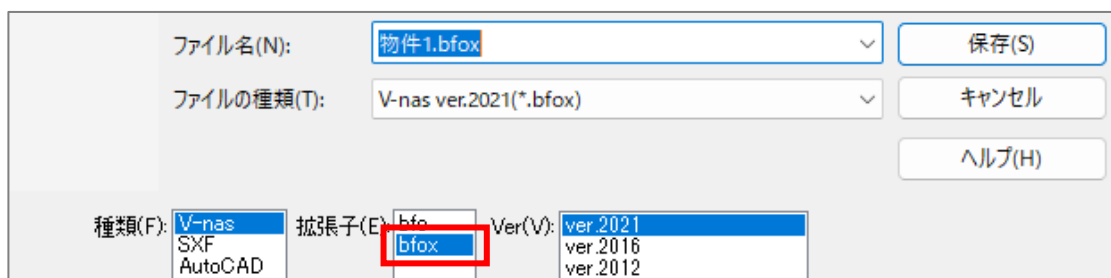 ファイル名(N): 物件1.bfox 保存(S)
ファイルの種類(T): V-nas ver.2021(*.bfox) キャンセル
ヘルプ(H)
種類(F): V-nas 拡張子(E): bfo Ver(V): ver.2021
SXF bfox ver.2016
AutoCAD ver.2012